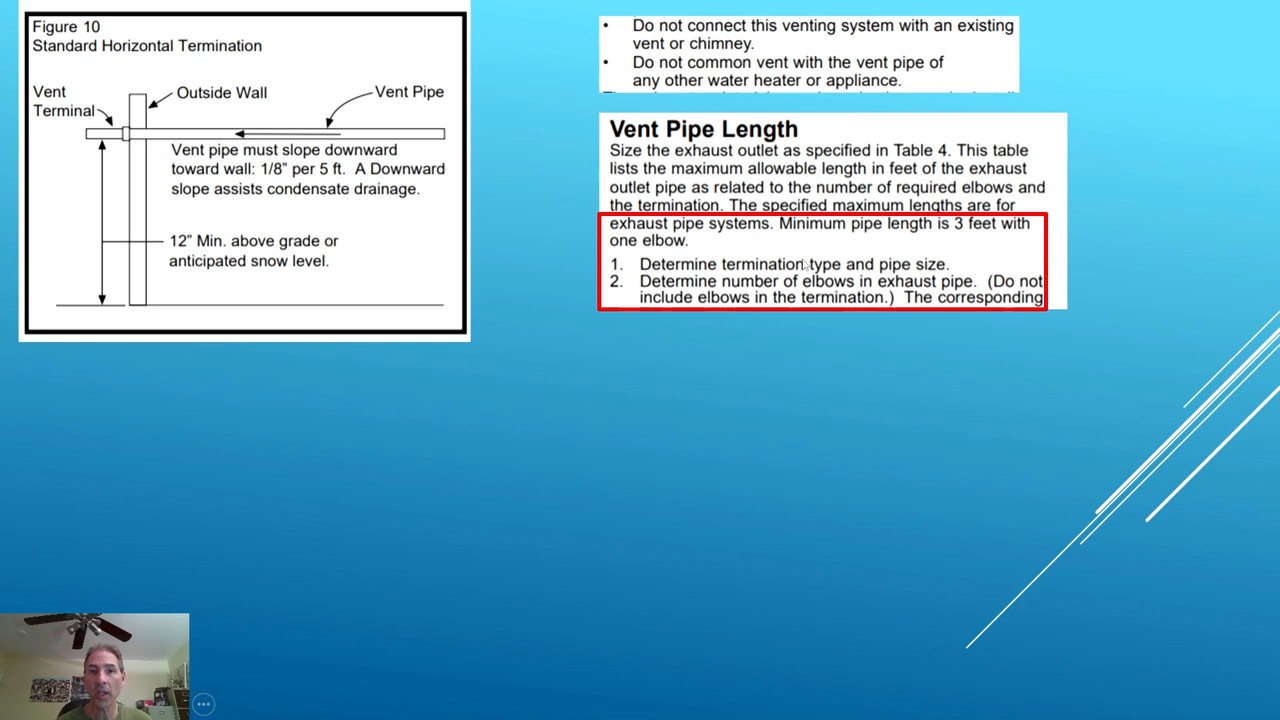 Figure 10
Standard Horizontal Termination
Vent
Terminal
Outside Wall
Vent Pipe
Vent pipe must slope downward
toward wall: 1/8” per 5 ft. A Downward
slope assists condensate drainage.
12” Min. above grade or
anticipated snow level.
• Do not connect this venting system with an existing
vent or chimney.
• Do not common vent with the vent pipe of
any other water heater or appliance.
Vent Pipe Length
Size the exhaust outlet as specified in Table 4. This table
lists the maximum allowable length in feet of the exhaust
outlet pipe as related to the number of required elbows and
the termination. The specified maximum lengths are for
exhaust pipe systems. Minimum pipe length is 3 feet with
one elbow.
1. Determine termination type and pipe size.
2. Determine number of elbows in exhaust pipe. (Do not
include elbows in the termination.) The corresponding